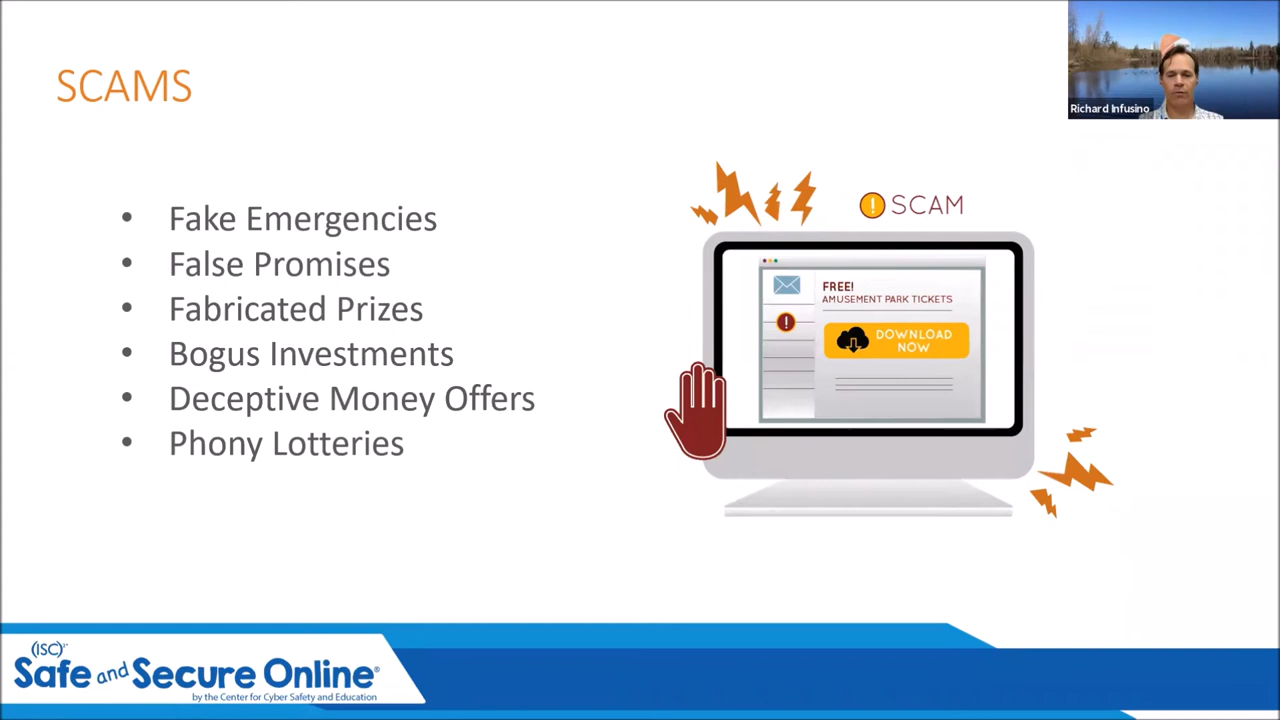 SCAMS
Richard Infusino
• Fake Emergencies
• False Promises
• Fabricated Prizes
• Bogus Investments
• Deceptive Money Offers
• Phony Lotteries
! SCAM
FREE!
AMUSEMENT PARK TICKETS
!
DOWNLOAD
NOW
(ISC)²®
Safe and Secure Online®
by the Center for Cyber Safety and Education